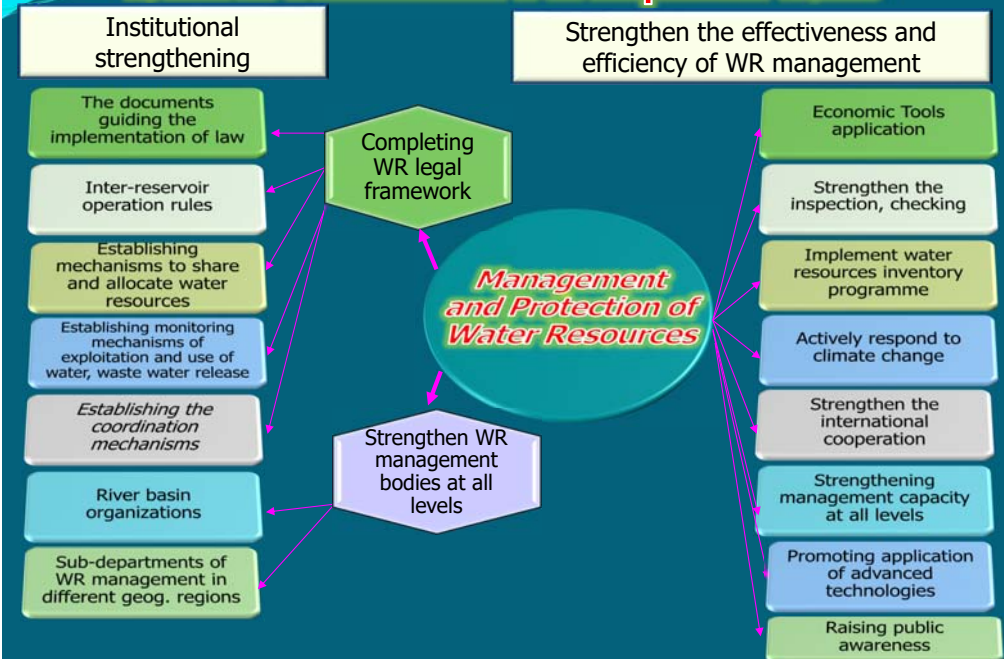 Institutional
strengthening
Strengthen the effectiveness and
efficiency of WR management
The documents
guiding the
implementation of law
Inter-reservoir
operation rules
Establishing
mechanisms to share
and allocate water
resources
Establishing monitoring
mechanisms of
exploitation and use of
water, waste water release
Establishing the
coordination
mechanisms
River basin
organizations
Sub-departments of
WR management in
different geog. regions
Completing
WR legal
framework
Management
and Protection of
Water Resources
Strengthen WR
management
bodies at all
levels
Economic Tools
application
Strengthen the
inspection, checking
Implement water
resources inventory
programme
Actively respond to
climate change
Strengthen the
international
cooperation
Strengthening
management capacity
at all levels
Promoting application
of advanced
technologies
Raising public
awareness